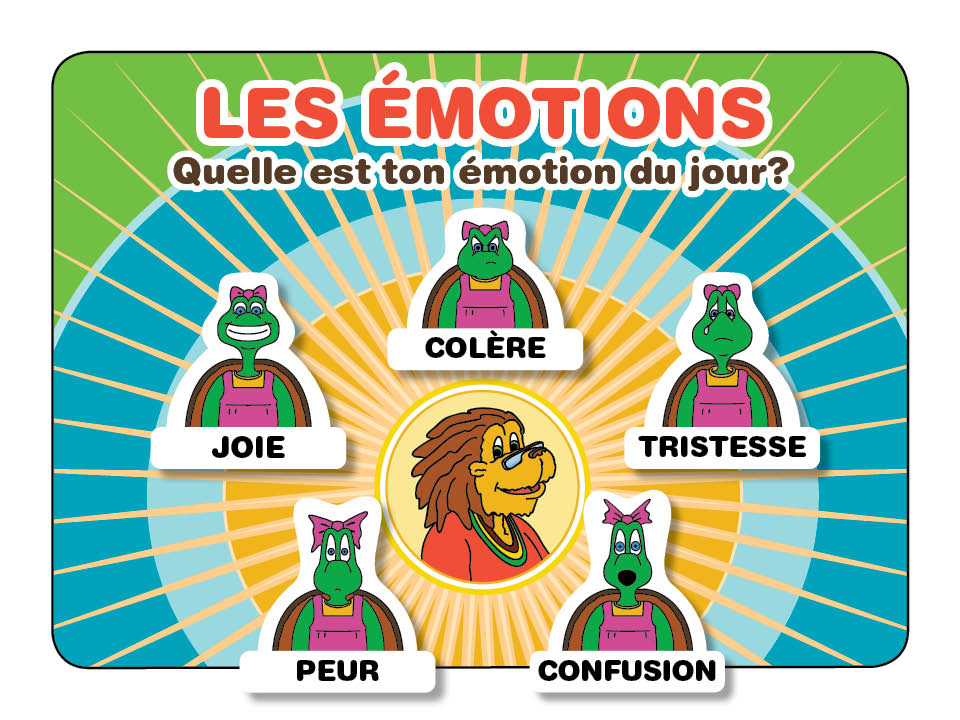 LES ÉMOTIONS
Quelle est ton émotion du jour?
COLÈRE
JOIE
TRISTESSE
PEUR
CONFUSION